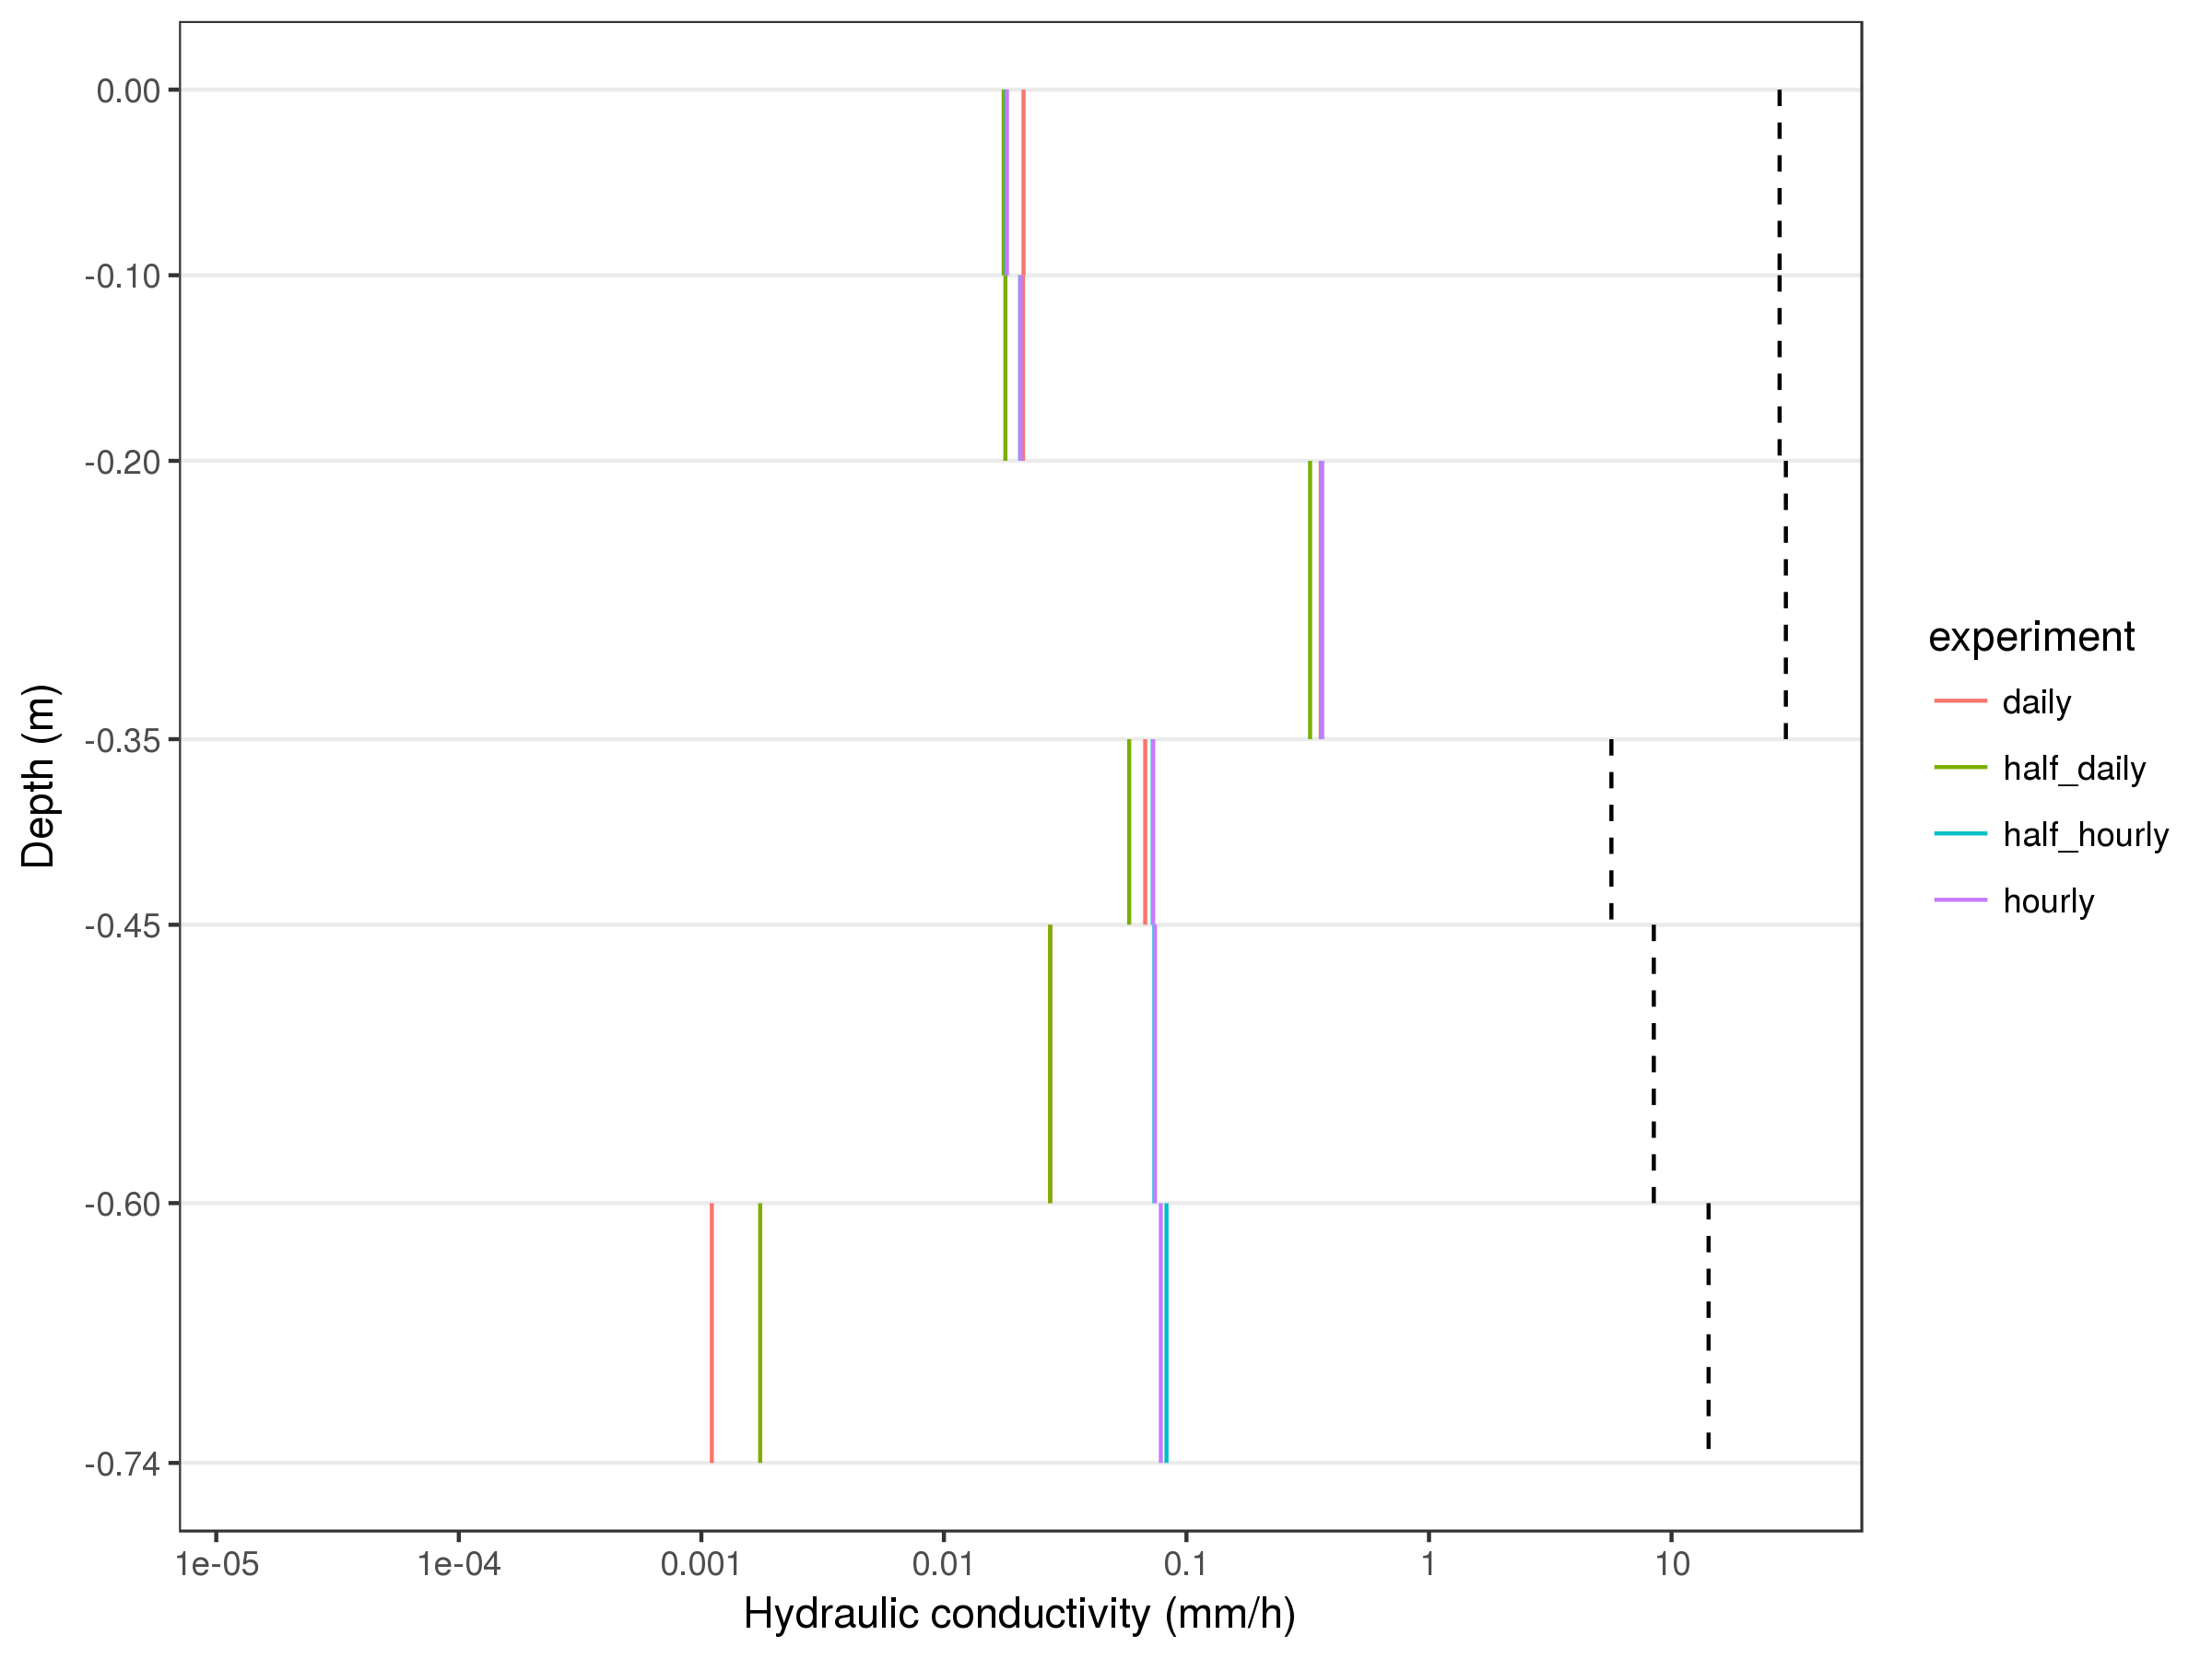 0.00
-0.10
-0.20
-0.35
-0.45
-0.60
-0.74
Depth (m)
1e-05 1e-04 0.001 0.01 0.1 1 10
Hydraulic conductivity (mm/h)
experiment
daily
half_daily
half_hourly
hourly